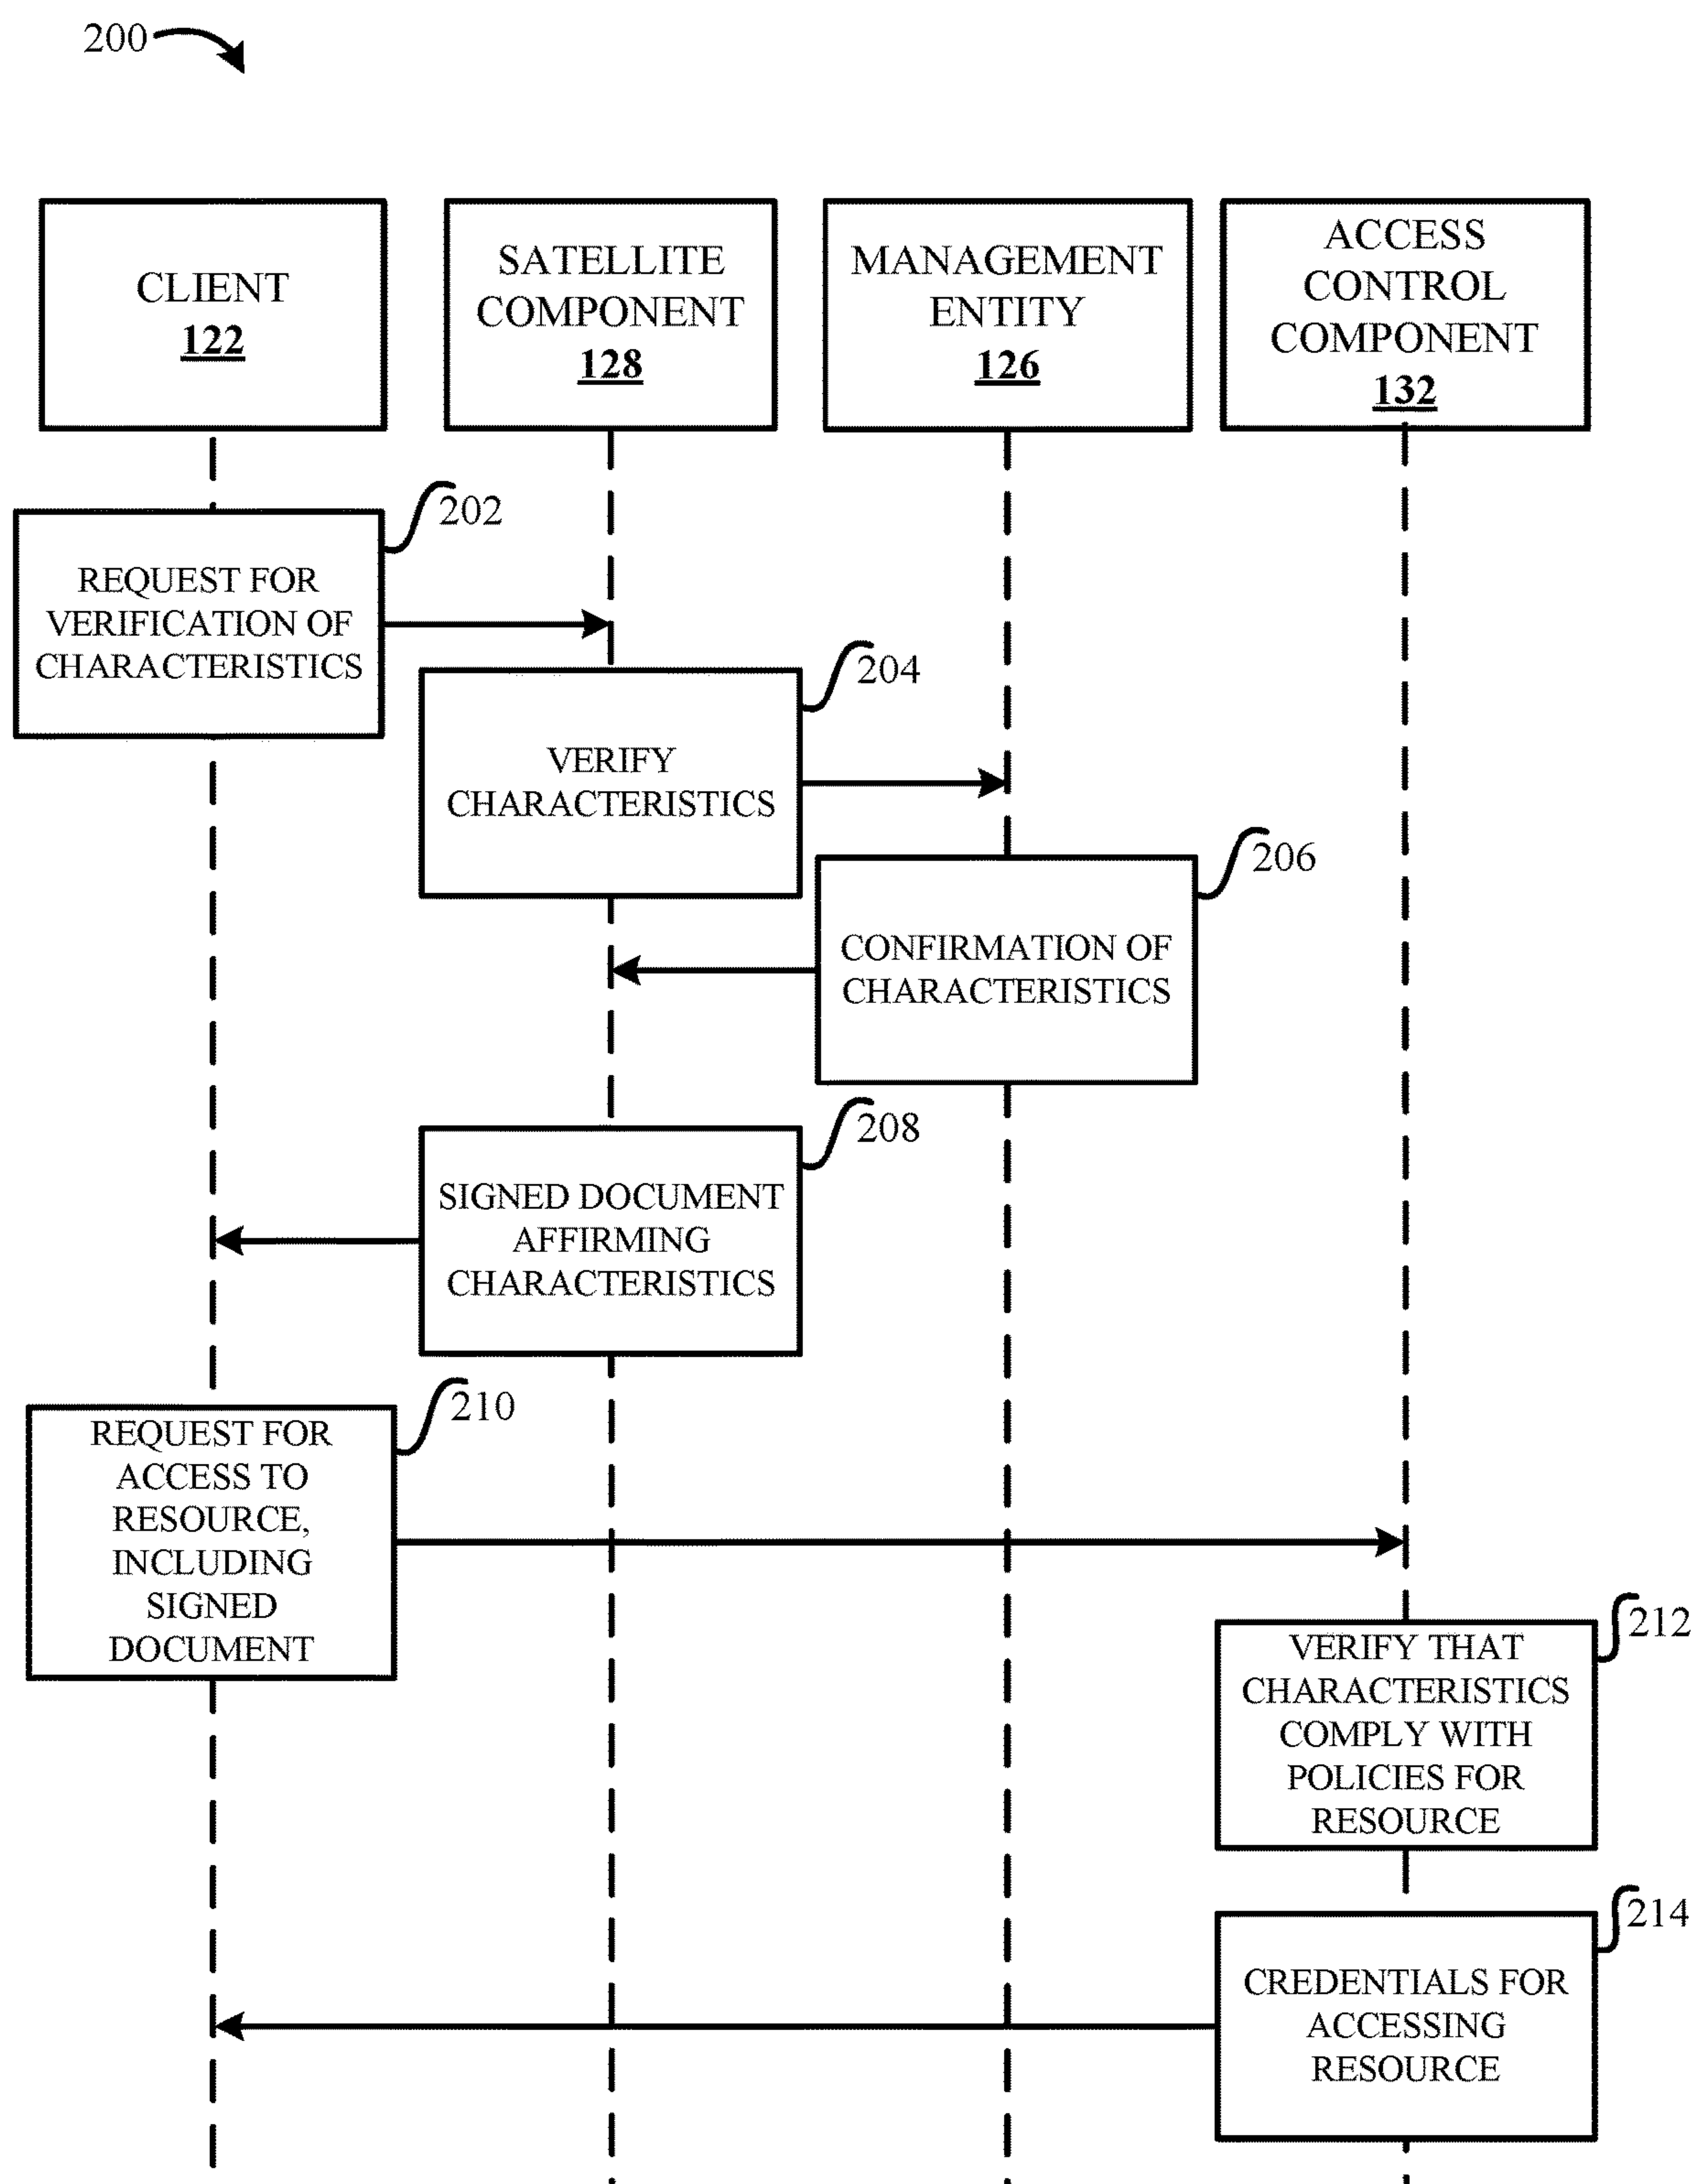 200
CLIENT
122
SATELLITE
COMPONENT
128
MANAGEMENT
ENTITY
126
ACCESS
CONTROL
COMPONENT
132
202
REQUEST FOR
VERIFICATION OF
CHARACTERISTICS
204
VERIFY
CHARACTERISTICS
206
CONFIRMATION OF
CHARACTERISTICS
208
SIGNED DOCUMENT
AFFIRMING
CHARACTERISTICS
210
REQUEST FOR
ACCESS TO
RESOURCE,
INCLUDING
SIGNED
DOCUMENT
212
VERIFY THAT
CHARACTERISTICS
COMPLY WITH
POLICIES FOR
RESOURCE
214
CREDENTIALS FOR
ACCESSING
RESOURCE